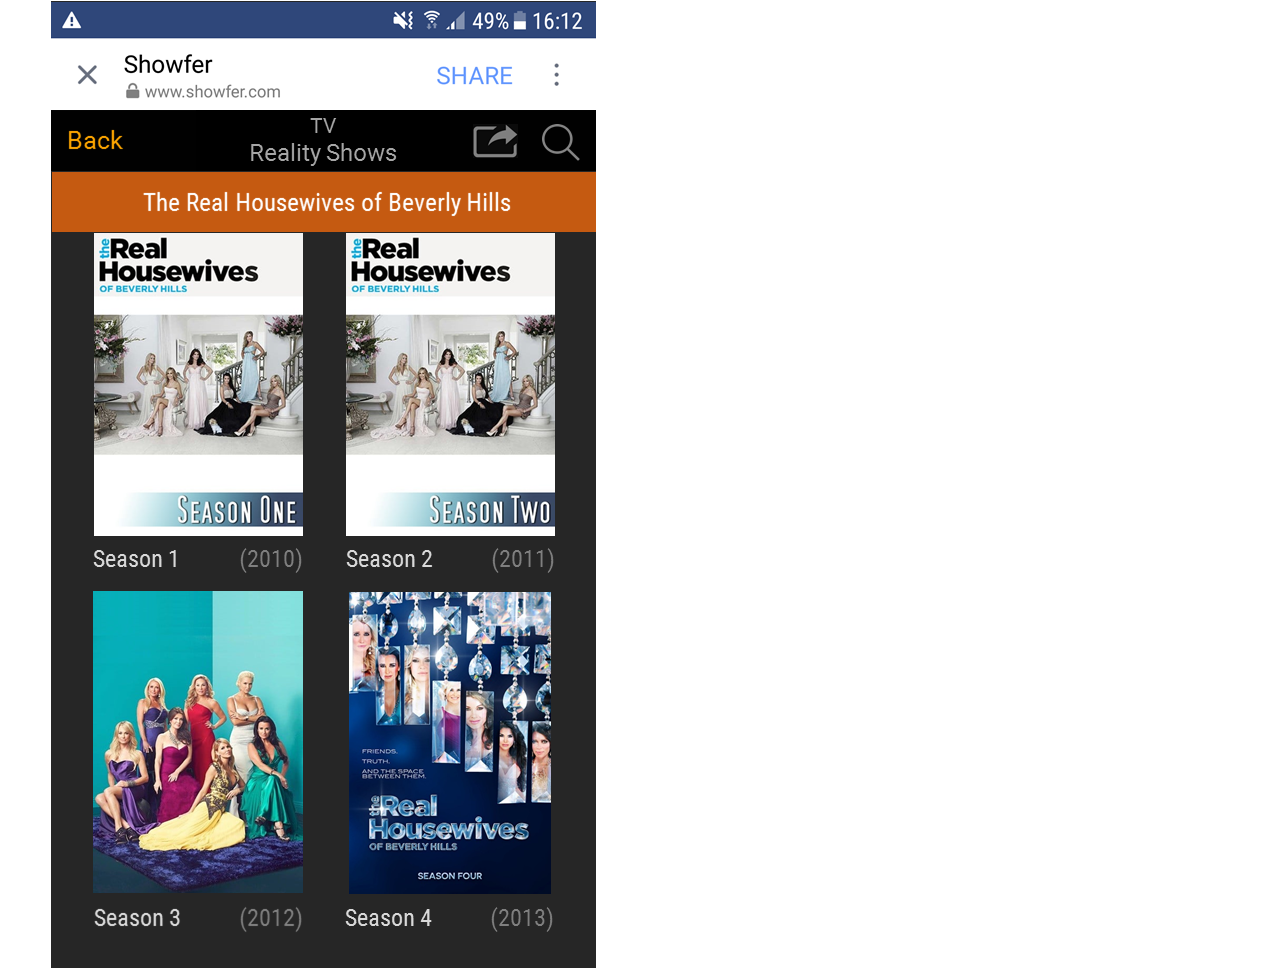 49% 16:12
Showfer
www.showfer.com
SHARE
Back
TV
Reality Shows
The Real Housewives of Beverly Hills
the Real
Housewives
OF BEVERLY HILLS
SEASON ONE
the Real
Housewives
OF BEVERLY HILLS
SEASON TWO
Season 1 (2010)
Season 2 (2011)
FRIENDS.
TRUTH.
AND THE SPACE
BETWEEN THEM.
the Real
Housewives
OF BEVERLY HILLS
SEASON FOUR
Season 3 (2012)
Season 4 (2013)